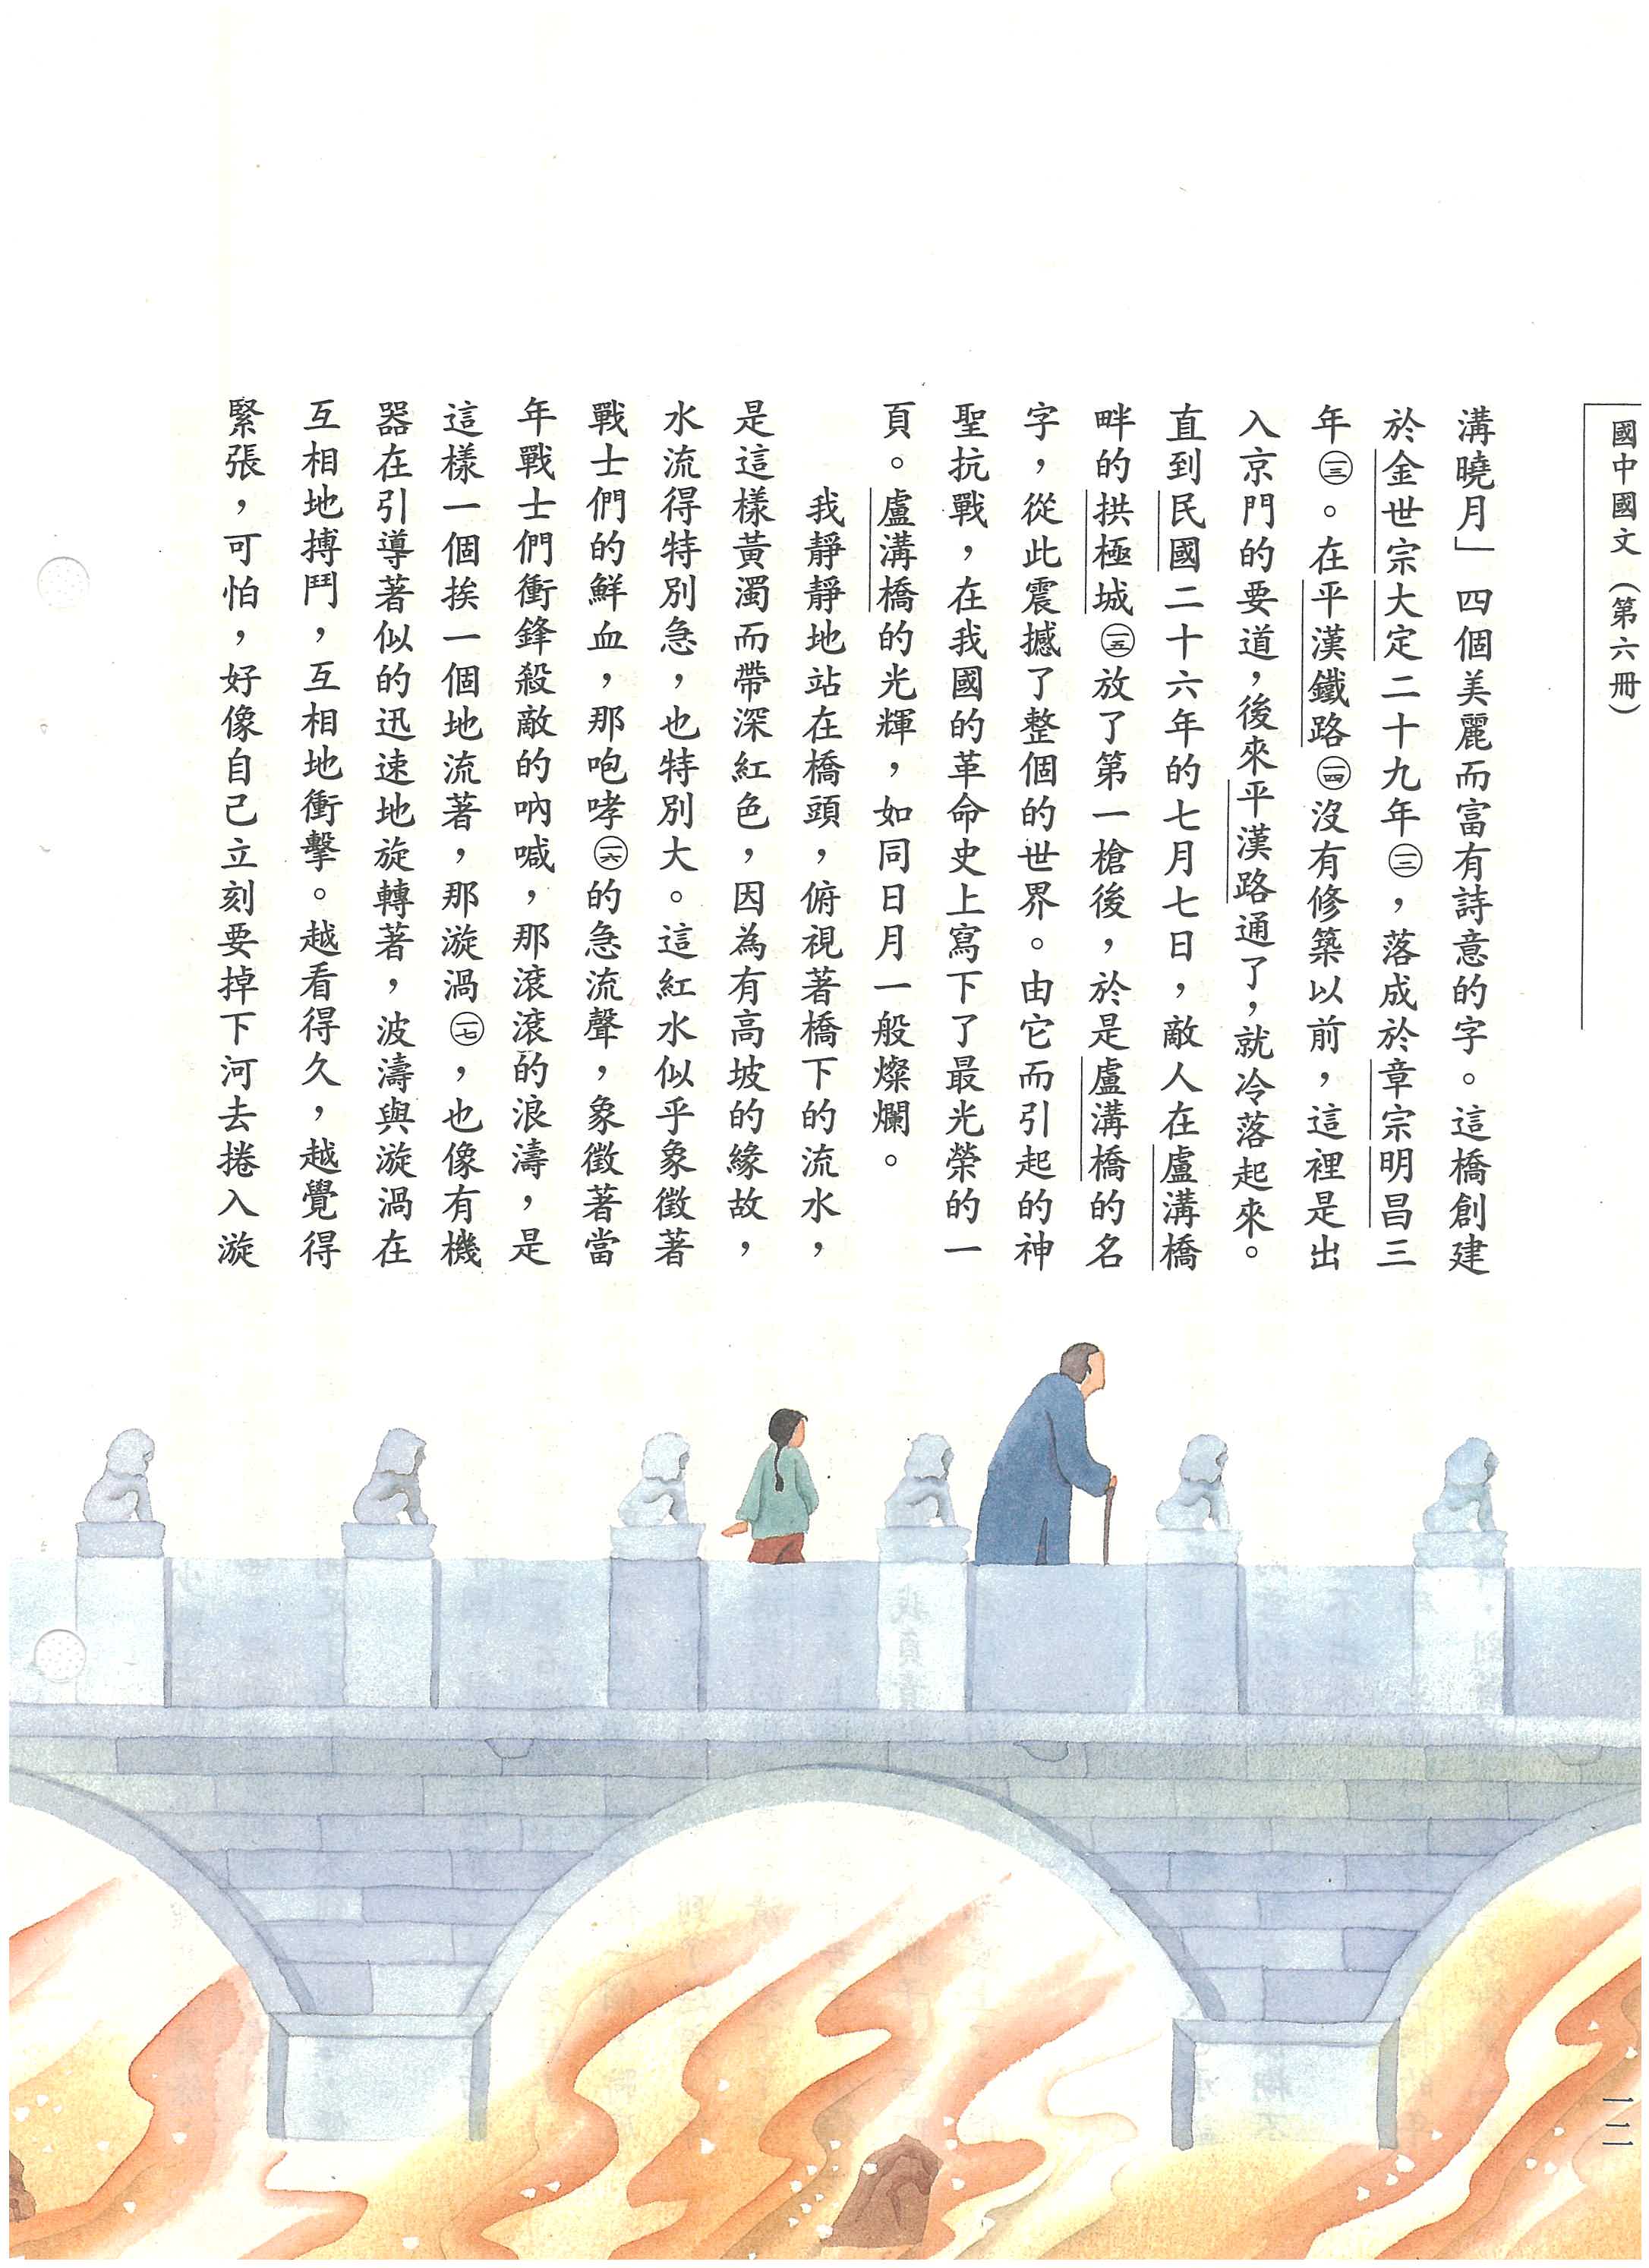 國中國文（第六冊）
溝曉月」四個美麗而富有詩意的字。這橋創建
於金世宗大定二十九年㊁㊂，落成於章宗明昌三
年㊀㊂。在平漢鐵路㊀㊃沒有修築以前，這裡是出
入京門的要道，後來平漢路通了，就冷落起來。
直到民國二十六年的七月七日，敵人在盧溝橋
畔的拱極城㊀㊄放了第一槍後，於是盧溝橋的名
字，從此震撼了整個的世界。由它而引起的神
聖抗戰，在我國的革命史上寫下了最光榮的一
頁。盧溝橋的光輝，如同日月一般燦爛。
我靜靜地站在橋頭，俯視著橋下的流水，
是這樣黃濁而帶深紅色，因為有高坡的緣故，
水流得特別急，也特別大。這紅水似乎象徵著
戰士們的鮮血，那咆哮㊀㊅的急流聲，象徵著當
年戰士們衝鋒殺敵的吶喊，那滾滾的浪濤，是
這樣一個挨一個地流著，那漩渦㊀㊆，也像有機
器在引導著似的迅速地旋轉著，波濤與漩渦在
互相地搏鬥，互相地衝擊。越看得久，越覺得
緊張，可怕，好像自己立刻要掉下河去捲入漩
一二